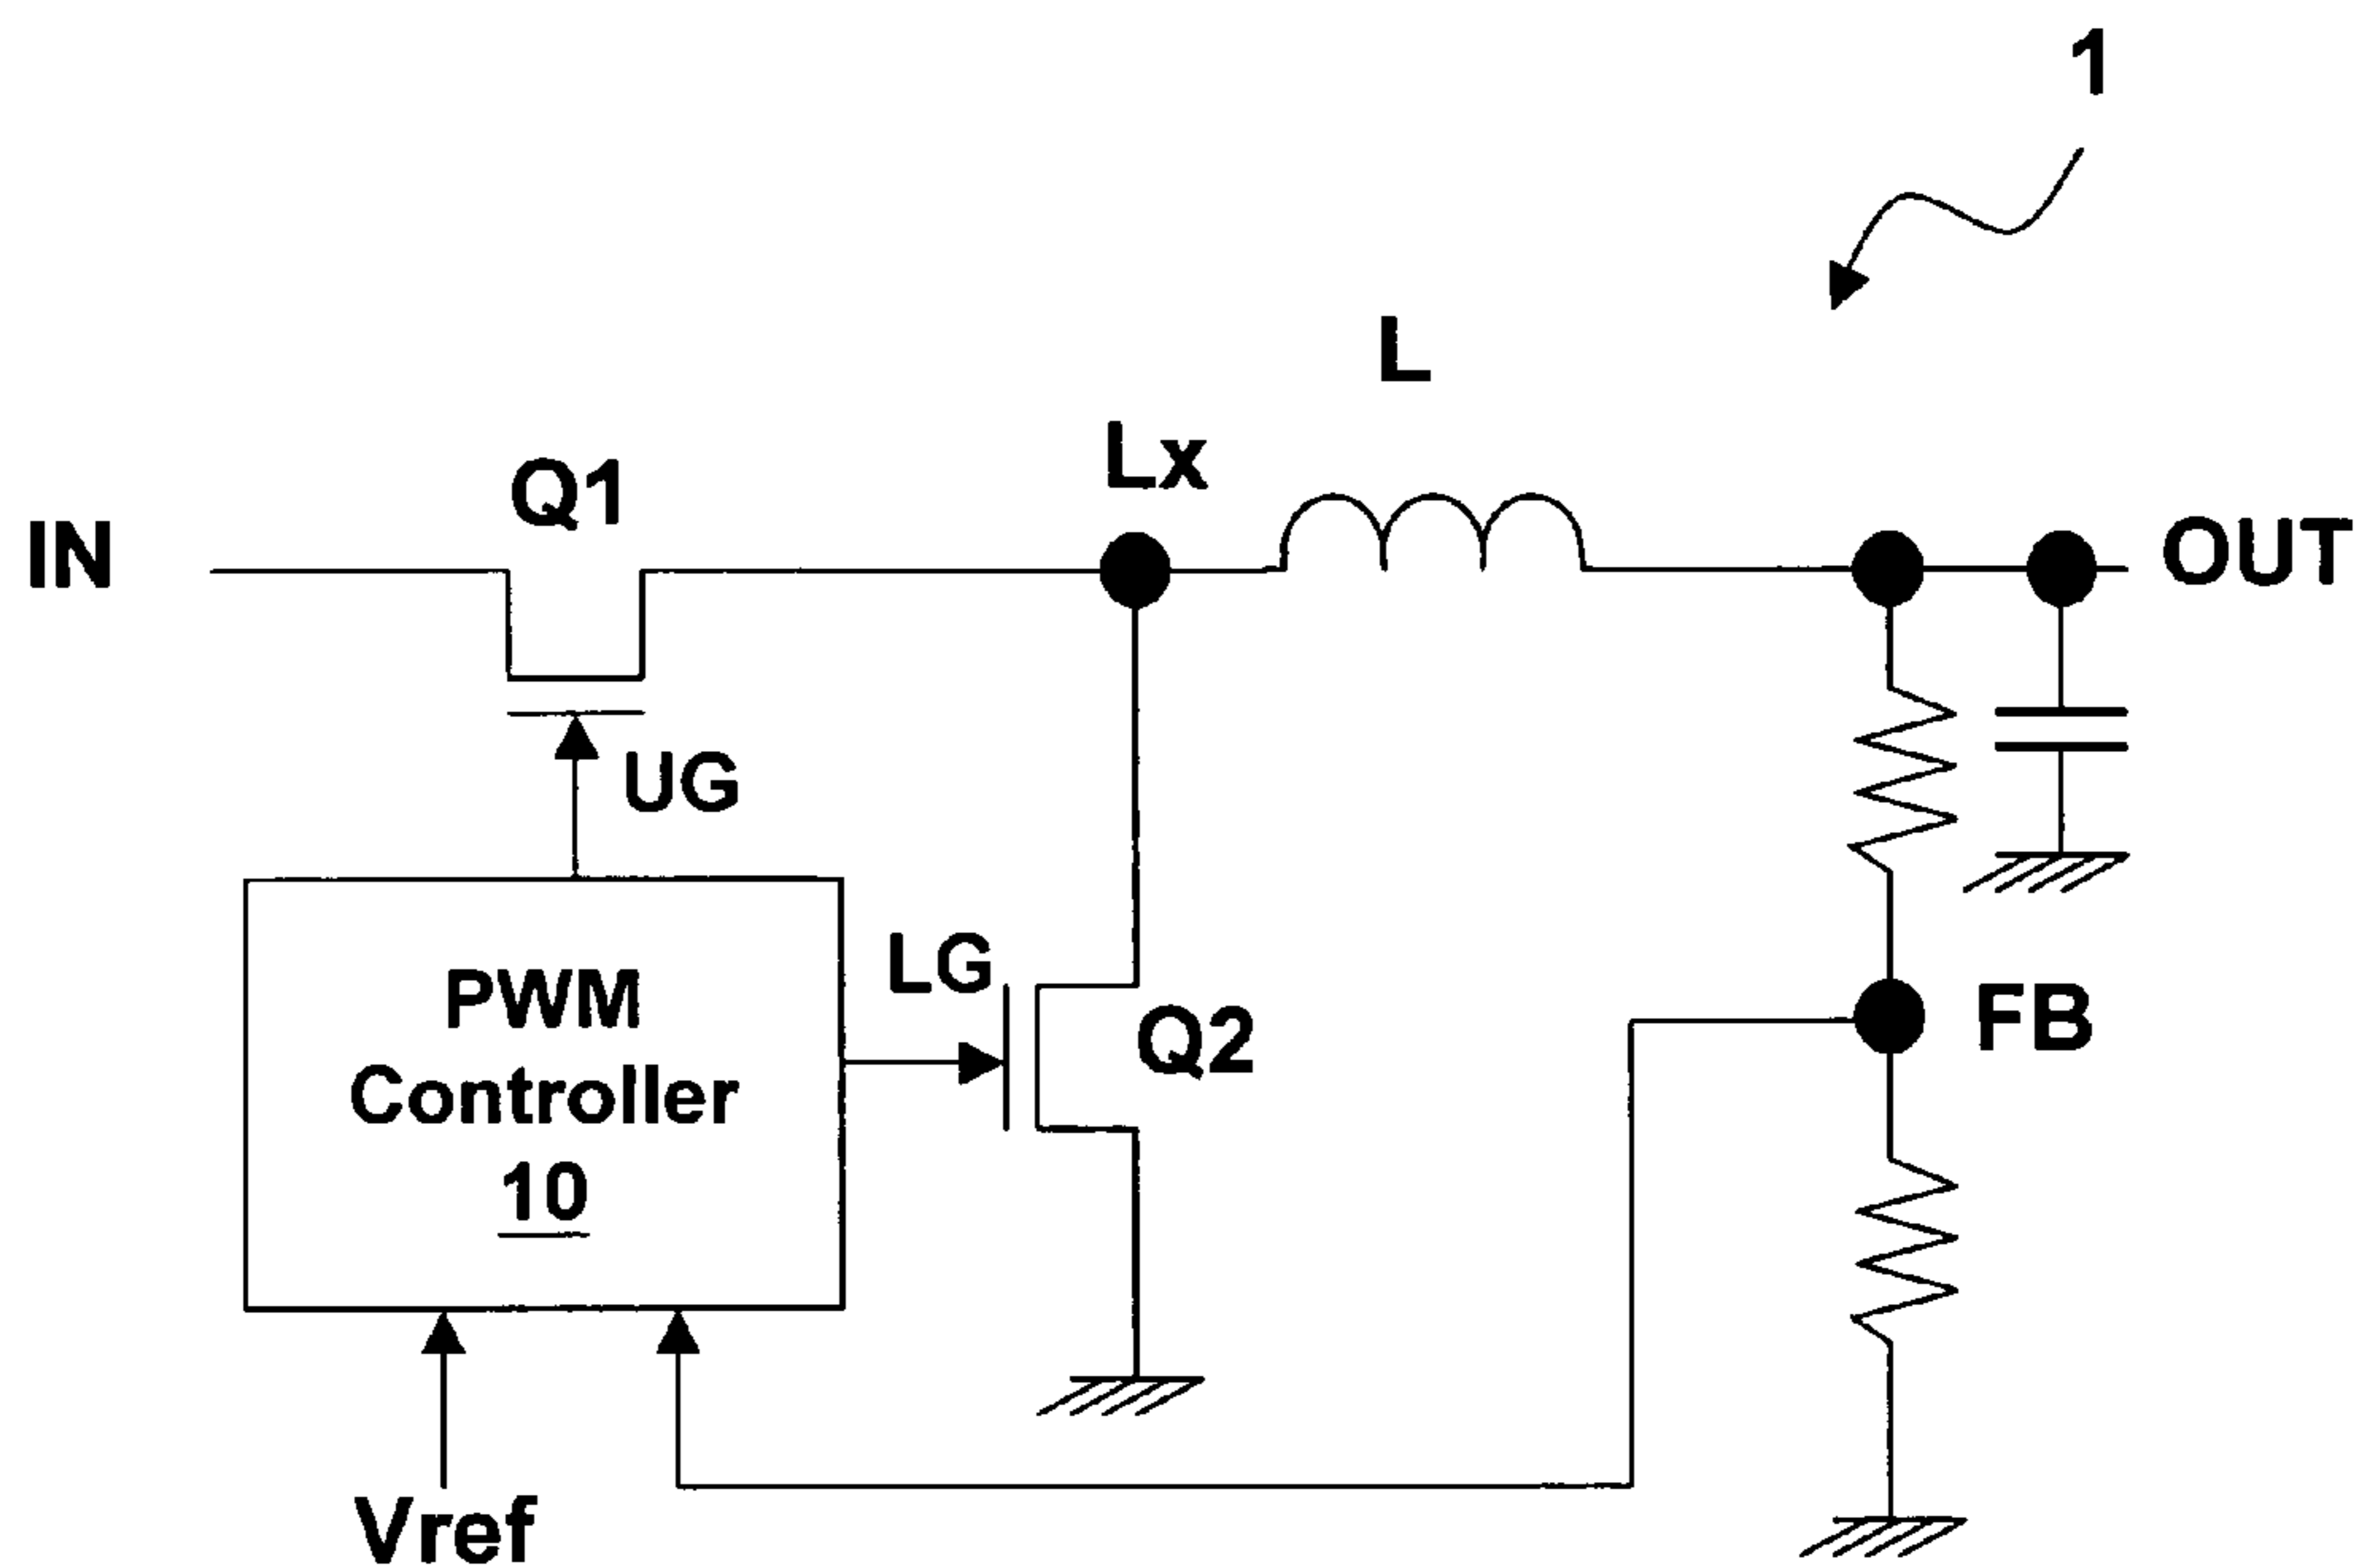 1
L
Lx
Q1
IN
OUT
UG
LG
PWM
Controller
10
Q2
FB
Vref